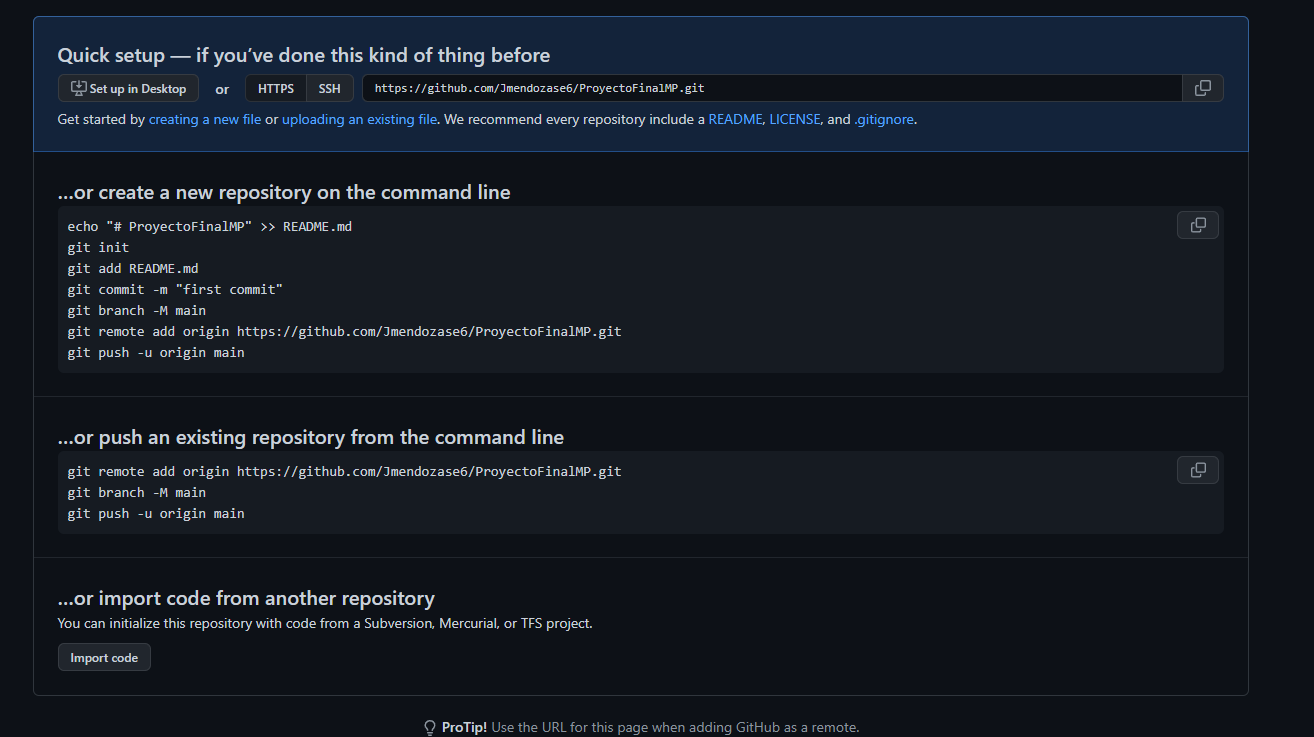 Quick setup — if you’ve done this kind of thing before
Set up in Desktop or HTTPS SSH https://github.com/Jmendozase6/ProyectoFinalMP.git
Get started by creating a new file or uploading an existing file. We recommend every repository include a README, LICENSE, and .gitignore.
…or create a new repository on the command line
echo "# ProyectoFinalMP" >> README.md
git init
git add README.md
git commit -m "first commit"
git branch -M main
git remote add origin https://github.com/Jmendozase6/ProyectoFinalMP.git
git push -u origin main
…or push an existing repository from the command line
git remote add origin https://github.com/Jmendozase6/ProyectoFinalMP.git
git branch -M main
git push -u origin main
…or import code from another repository
You can initialize this repository with code from a Subversion, Mercurial, or TFS project.
Import code
ProTip! Use the URL for this page when adding GitHub as a remote.